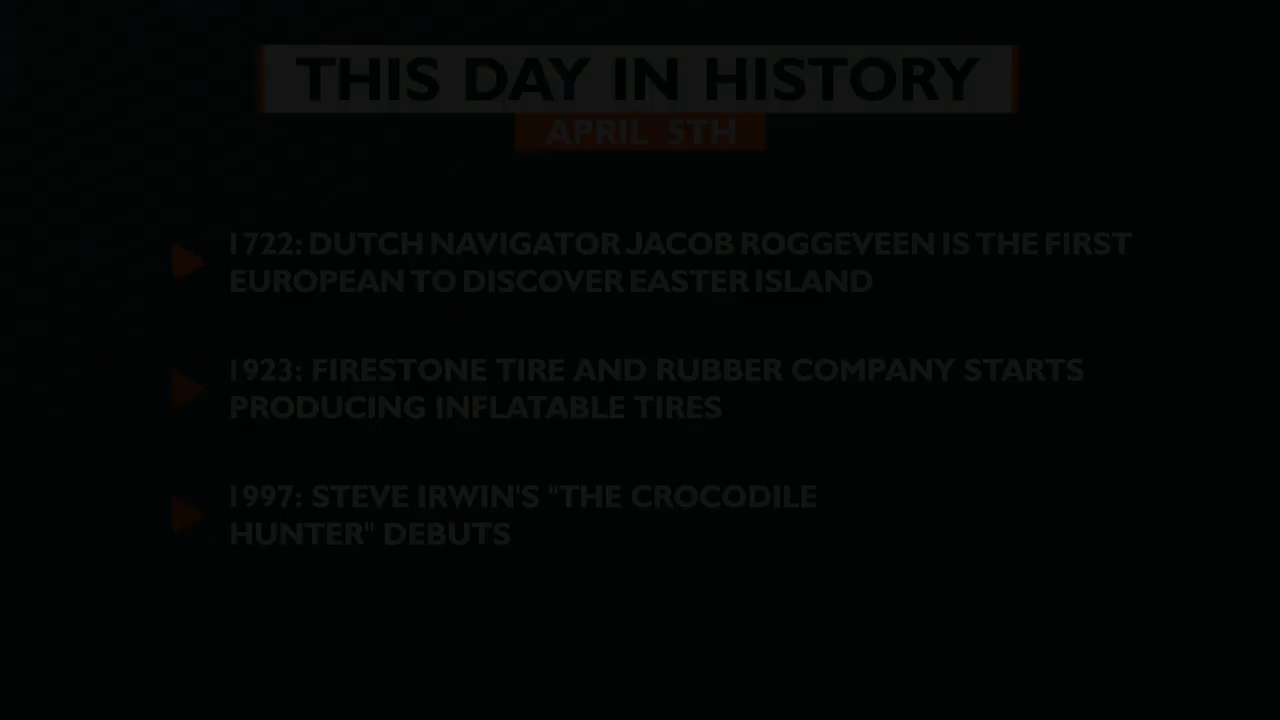 THIS DAY IN HISTORY
APRIL 5TH
1722: DUTCH NAVIGATOR JACOB ROGGEVEEN IS THE FIRST
EUROPEAN TO DISCOVER EASTER ISLAND
1923: FIRESTONE TIRE AND RUBBER COMPANY STARTS
PRODUCING INFLATABLE TIRES
1997: STEVE IRWIN'S "THE CROCODILE
HUNTER" DEBUTS